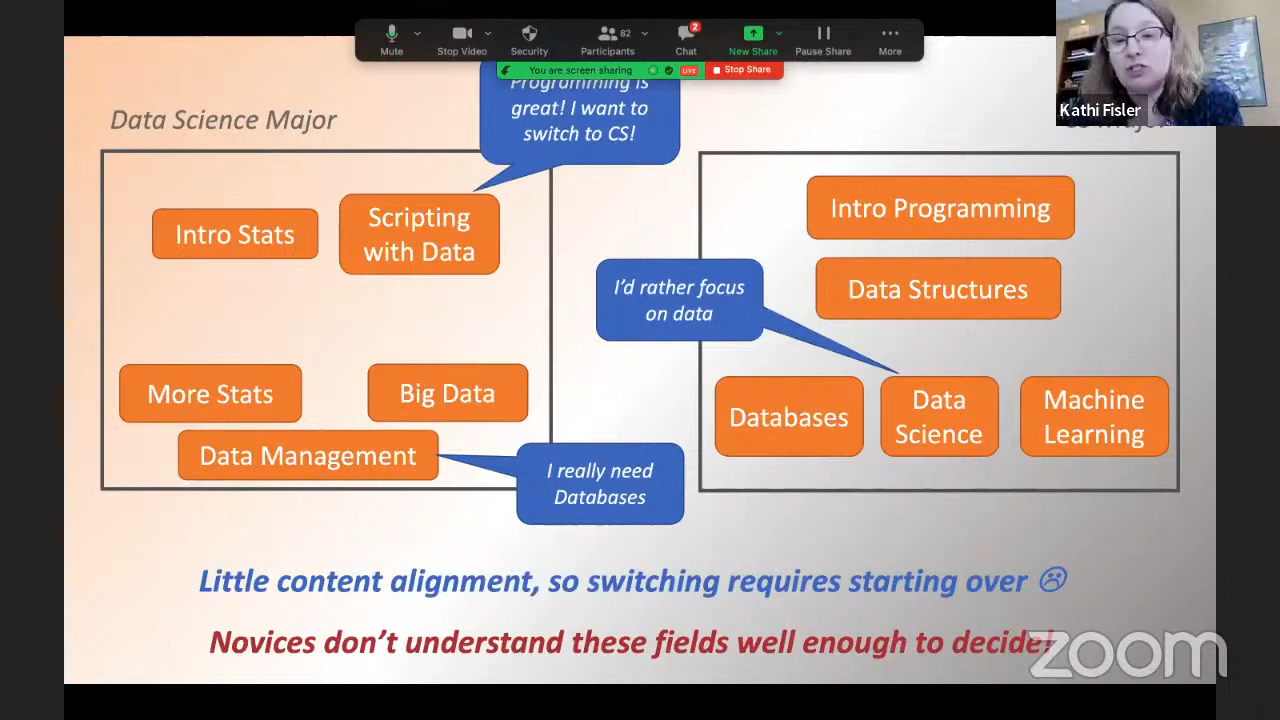 Mute
Stop Video
Security
82
Participants
2
Chat
New Share
Pause Share
More
You are screen sharing
LIVE
Stop Share
Kathi Fisler
Data Science Major
Programming is
great! I want to
switch to CS!
Major
Intro Stats
Scripting
with Data
More Stats
Big Data
Data Management
I really need
Databases
Intro Programming
I'd rather focus
on data
Data Structures
Databases
Data
Science
Machine
Learning
Little content alignment, so switching requires starting over ☹
Novices don't understand these fields well enough to decide!
zoom